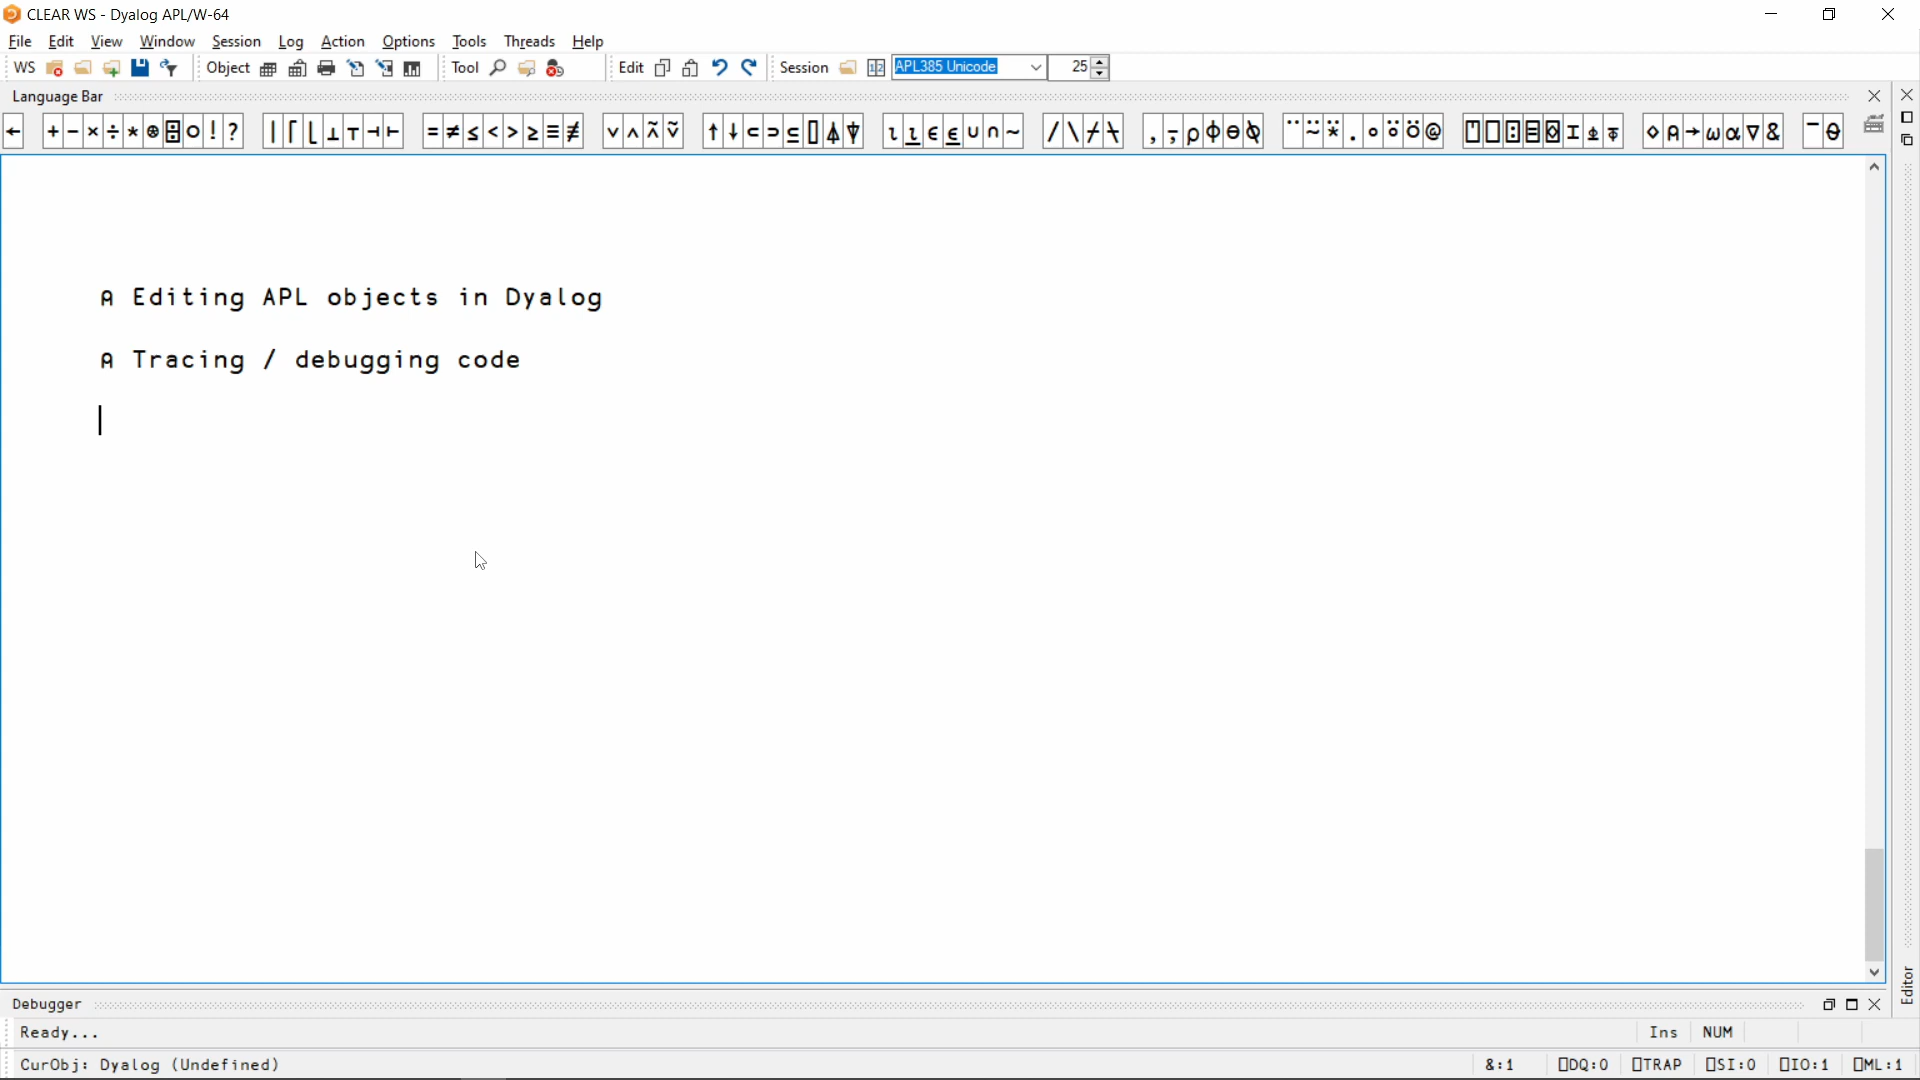 CLEAR WS - Dyalog APL/W-64
File Edit View Window Session Log Action Options Tools Threads Help
WS Object Tool Edit Session APL385 Unicode 25
Language Bar
← + - × ÷ * ⍟ ⌹ ○ ! ? | ⌈ ⌊ ⊥ ⊤ ⊣ ⊢ = ≠ ≤ < > ≥ ≡ ≢ ∨ ∧ ⍲ ⍱ ↑ ↓ ⊂ ⊃ ⊆ ⌷ ⍋ ⍒ ⍳ ⍸ ∊ ⍷ ∪ ∩ ~ / \ ⌿ ⍀ , ⍪ ⍴ ⌽ ⊖ ⍉ ¨ ⍨ ⍣ . ∘ ⍤ ⍥ @ ⍞ ⎕ ⍠ ⌸ ⌺ ⌶ ⍎ ⍕ ⋄ ⍝ → ⍵ ⍺ ∇ & ¯ ⍬
⍝ Editing APL objects in Dyalog
⍝ Tracing / debugging code
Editor
Debugger
Ready... Ins NUM
CurObj: Dyalog (Undefined) &:1 ⎕DQ:0 ⎕TRAP ⎕SI:0 ⎕IO:1 ⎕ML:1